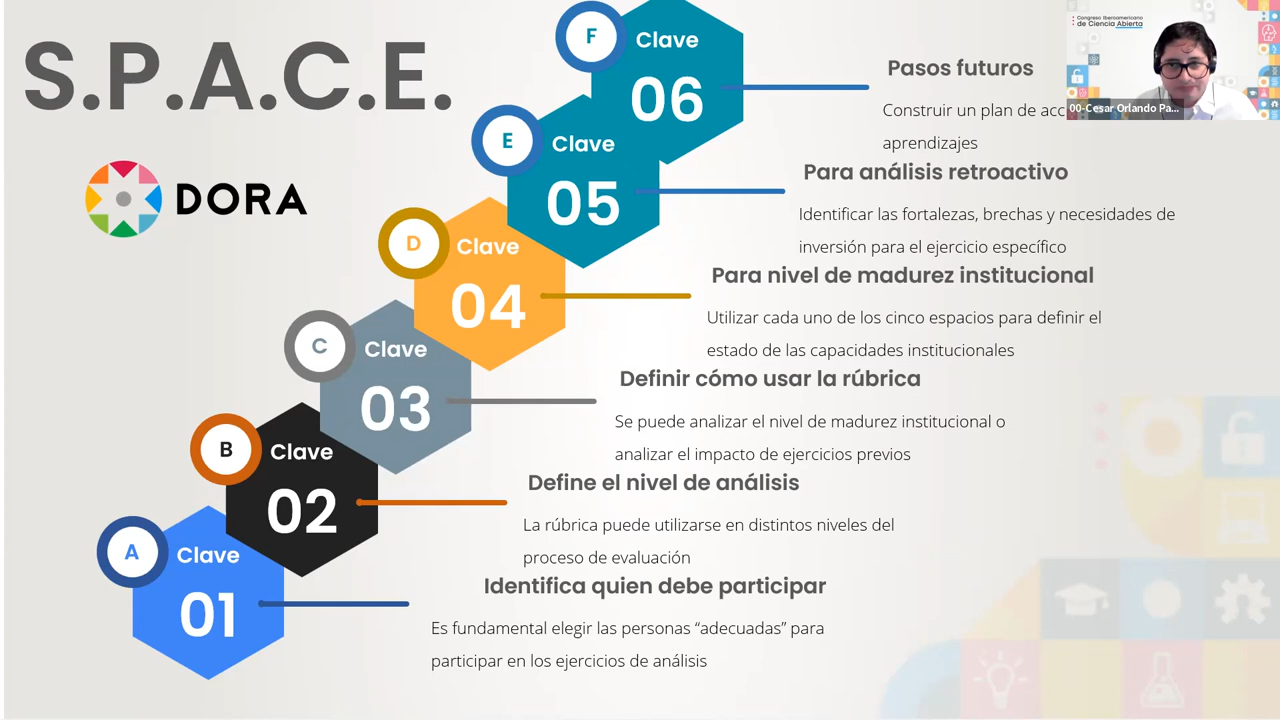 S.P.A.C.E.
DORA
F
Clave
06
Pasos futuros
Construir un plan de acc
aprendizajes
E
Clave
05
Para análisis retroactivo
Identificar las fortalezas, brechas y necesidades de
inversión para el ejercicio específico
D
Clave
04
Para nivel de madurez institucional
Utilizar cada uno de los cinco espacios para definir el
estado de las capacidades institucionales
C
Clave
03
Definir cómo usar la rúbrica
Se puede analizar el nivel de madurez institucional o
analizar el impacto de ejercicios previos
B
Clave
02
Define el nivel de análisis
La rúbrica puede utilizarse en distintos niveles del
proceso de evaluación
A
Clave
01
Identifica quien debe participar
Es fundamental elegir las personas “adecuadas” para
participar en los ejercicios de análisis
Congreso Iberoamericano
de Ciencia Abierta
00-Cesar Orlando Pa...